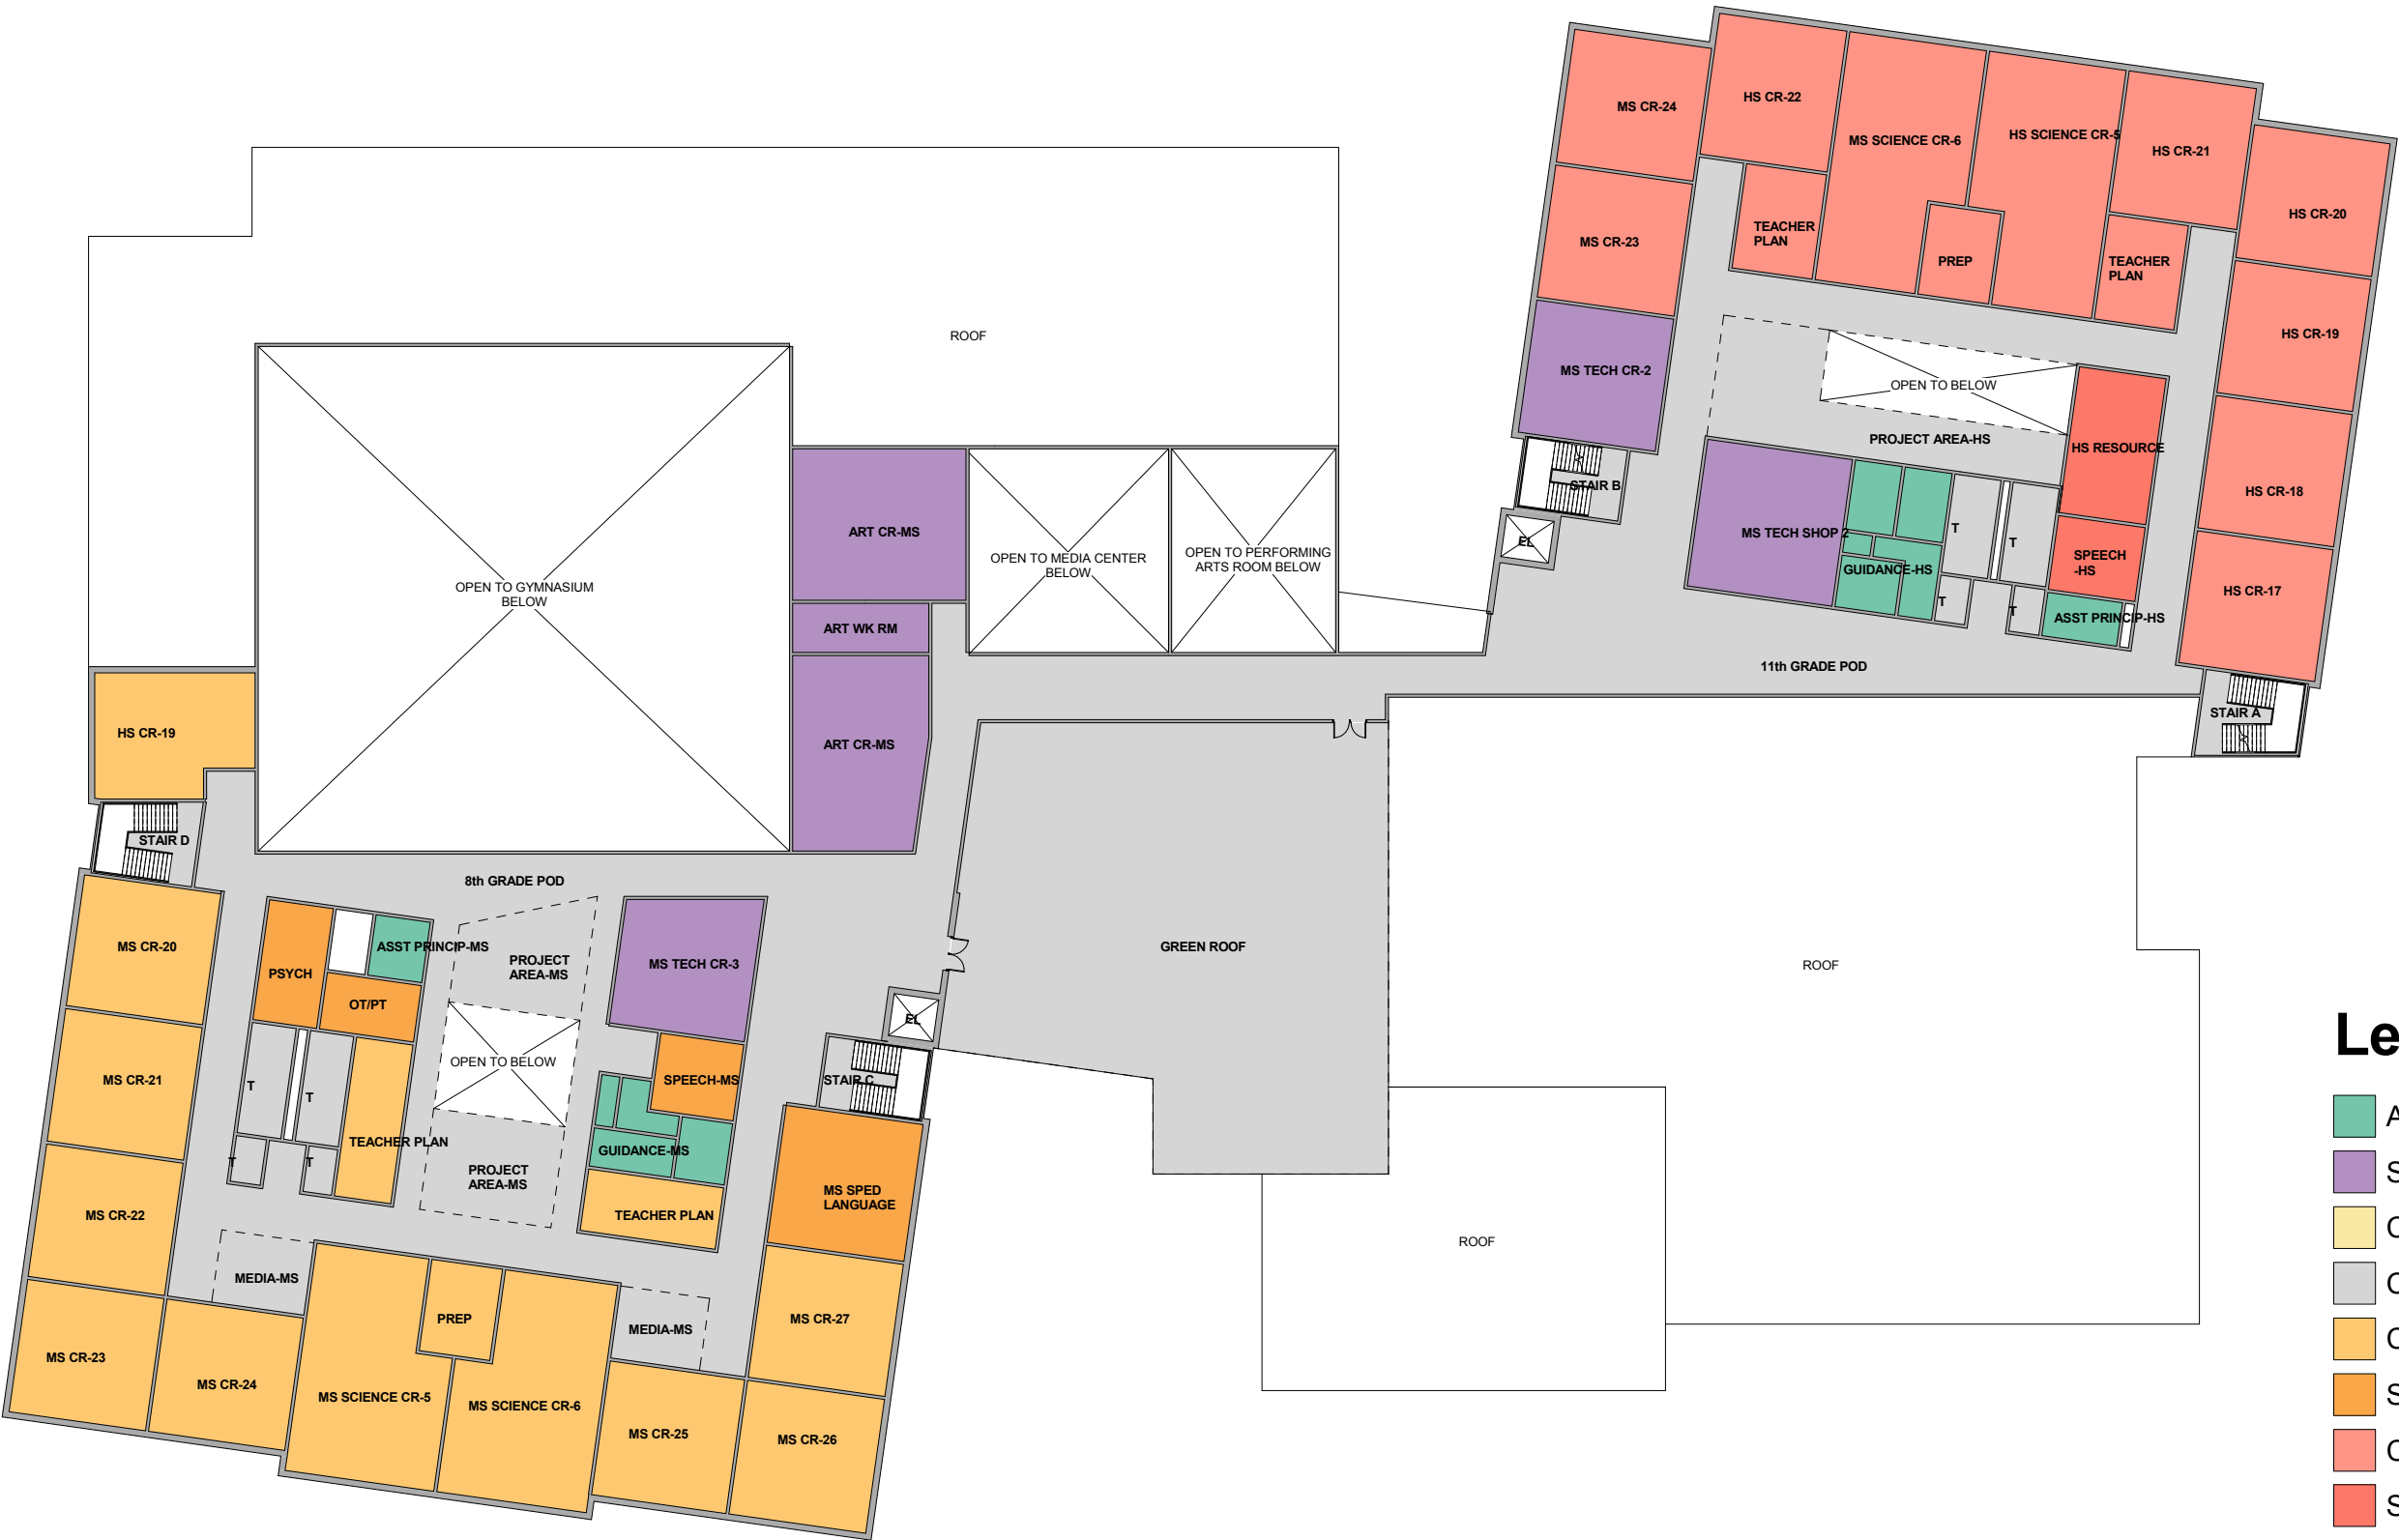 MS CR-24
HS CR-22
MS SCIENCE CR-6
HS SCIENCE CR-5
HS CR-21
HS CR-20
MS CR-23
TEACHER
PLAN
PREP
TEACHER
PLAN
HS CR-19
ROOF
MS TECH CR-2
OPEN TO BELOW
PROJECT AREA-HS
HS RESOURCE
STAIR B
HS CR-18
ART CR-MS
OPEN TO MEDIA CENTER
BELOW
OPEN TO PERFORMING
ARTS ROOM BELOW
EL
MS TECH SHOP 2
T
T
SPEECH
-HS
GUIDANCE-HS
OPEN TO GYMNASIUM
BELOW
HS CR-17
T
T
ASST PRINCIP-HS
ART WK RM
11th GRADE POD
STAIR A
HS CR-19
ART CR-MS
STAIR D
8th GRADE POD
MS CR-20
ASST PRINCIP-MS
PSYCH
PROJECT
AREA-MS
MS TECH CR-3
GREEN ROOF
ROOF
OT/PT
EL
OPEN TO BELOW
MS CR-21
T
T
SPEECH-MS
STAIR C
TEACHER PLAN
GUIDANCE-MS
T
T
PROJECT
AREA-MS
MS SPED
LANGUAGE
MS CR-22
TEACHER PLAN
ROOF
MEDIA-MS
PREP
MEDIA-MS
MS CR-27
MS CR-23
MS CR-24
MS SCIENCE CR-5
MS SCIENCE CR-6
MS CR-25
MS CR-26
Le
A
S
C
C
C
S
C
S